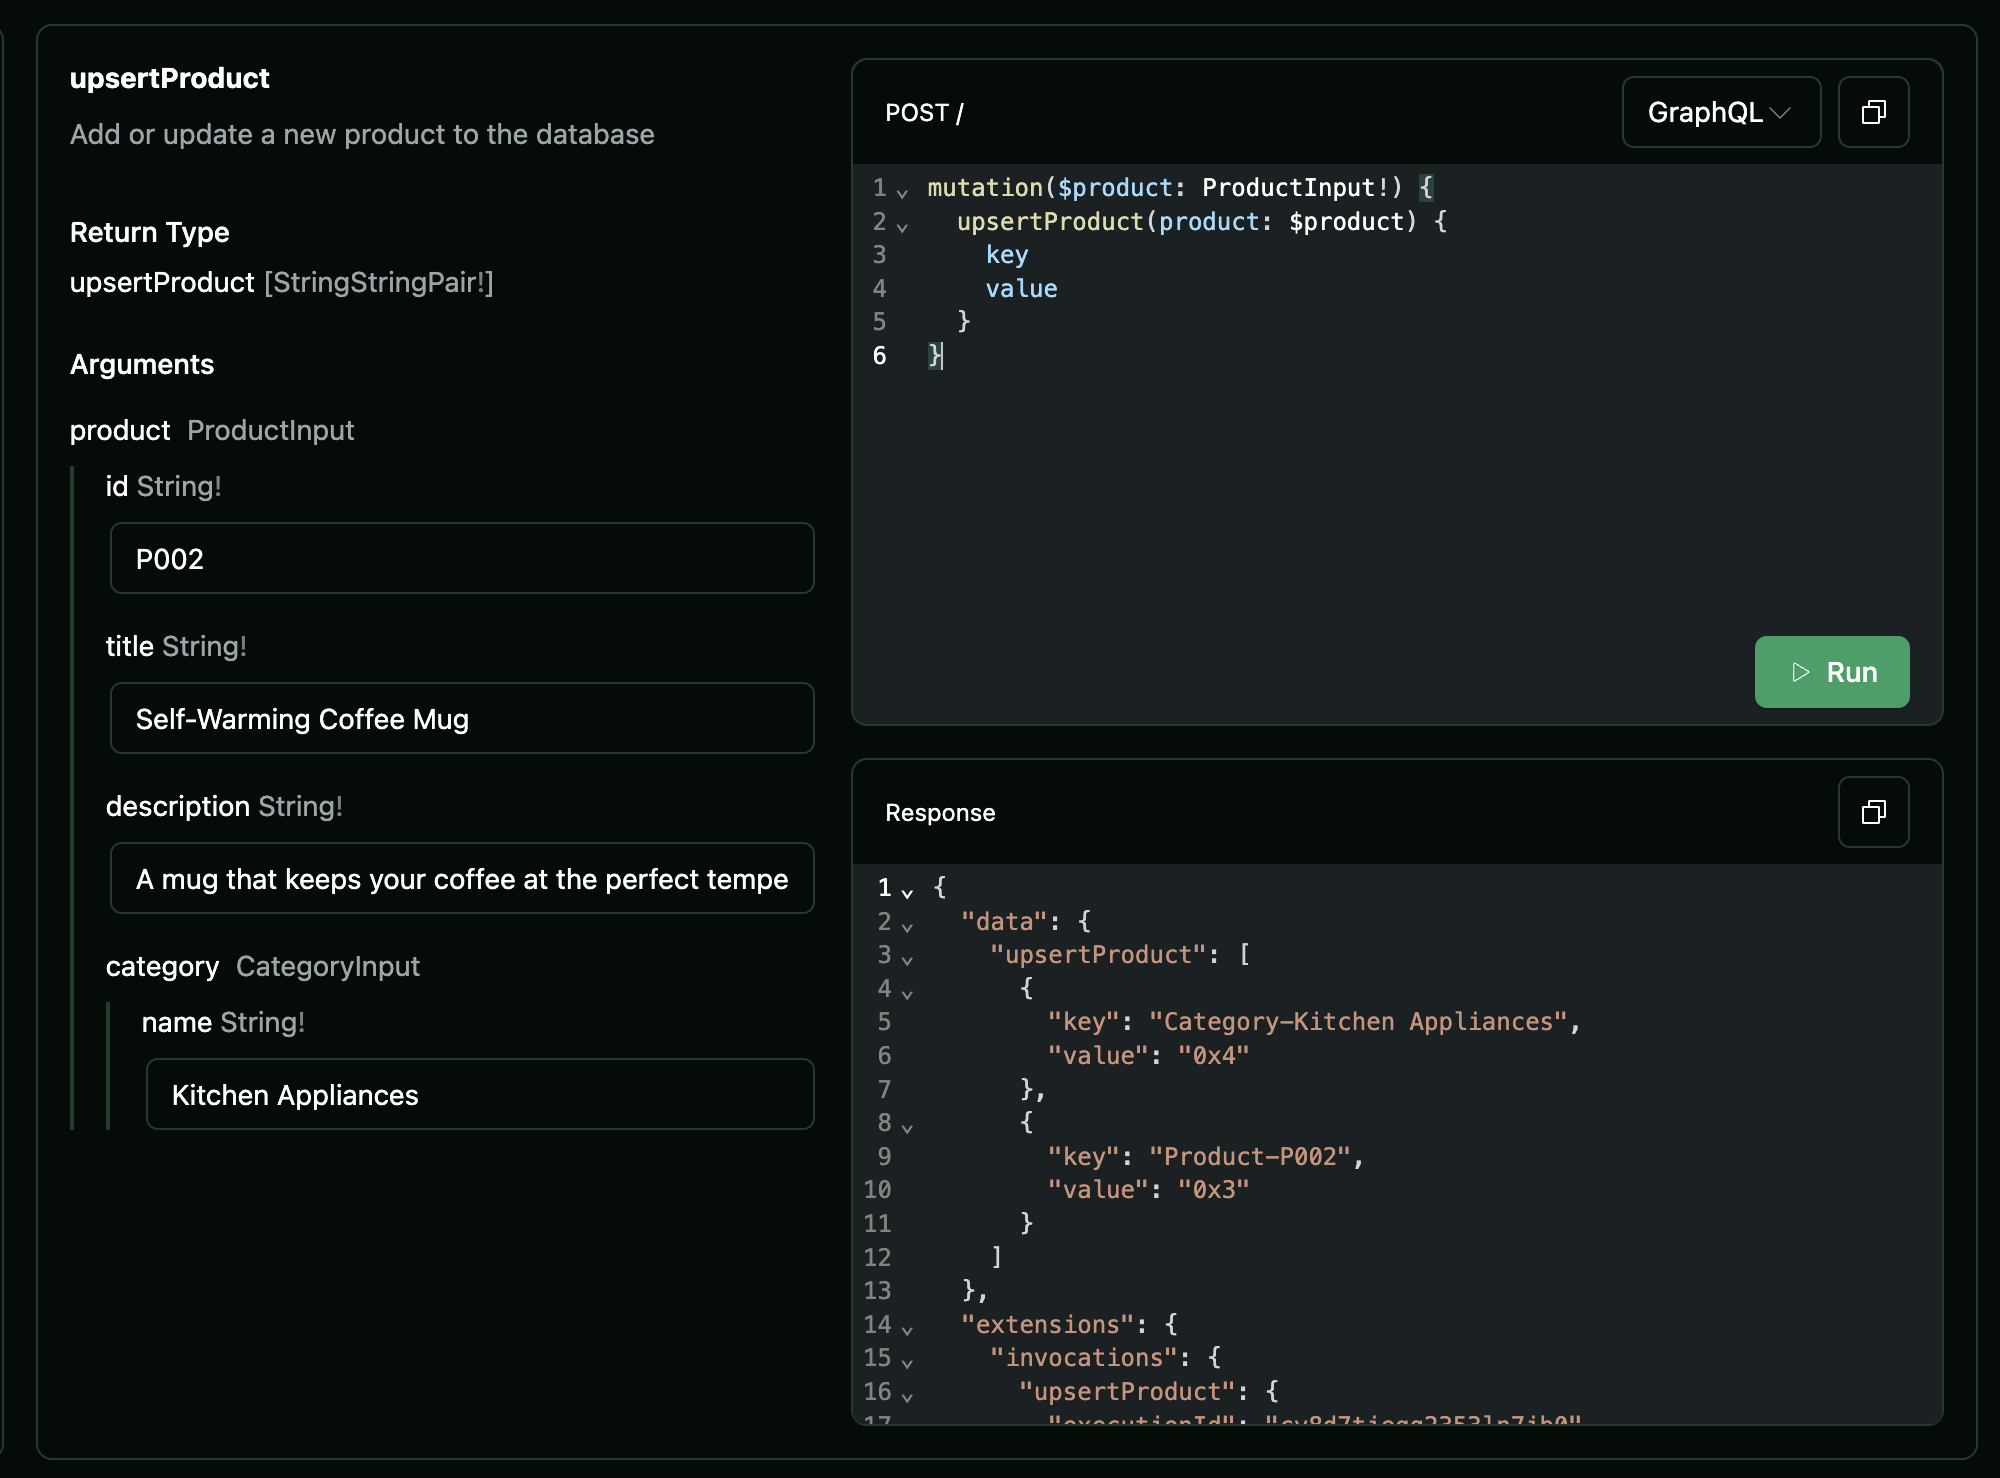 upsertProduct
Add or update a new product to the database
Return Type
upsertProduct [StringStringPair!]
Arguments
product ProductInput
id String!
P002
title String!
Self-Warming Coffee Mug
description String!
A mug that keeps your coffee at the perfect tempe
category CategoryInput
name String!
Kitchen Appliances
POST /
GraphQL
1 mutation($product: ProductInput!) {
2 upsertProduct(product: $product) {
3 key
4 value
5 }
6 }
Run
Response
1 {
2 "data": {
3 "upsertProduct": [
4 {
5 "key": "Category-Kitchen Appliances",
6 "value": "0x4"
7 },
8 {
9 "key": "Product-P002",
10 "value": "0x3"
11 }
12 ]
13 },
14 "extensions": {
15 "invocations": {
16 "upsertProduct": {
17 "executionId":